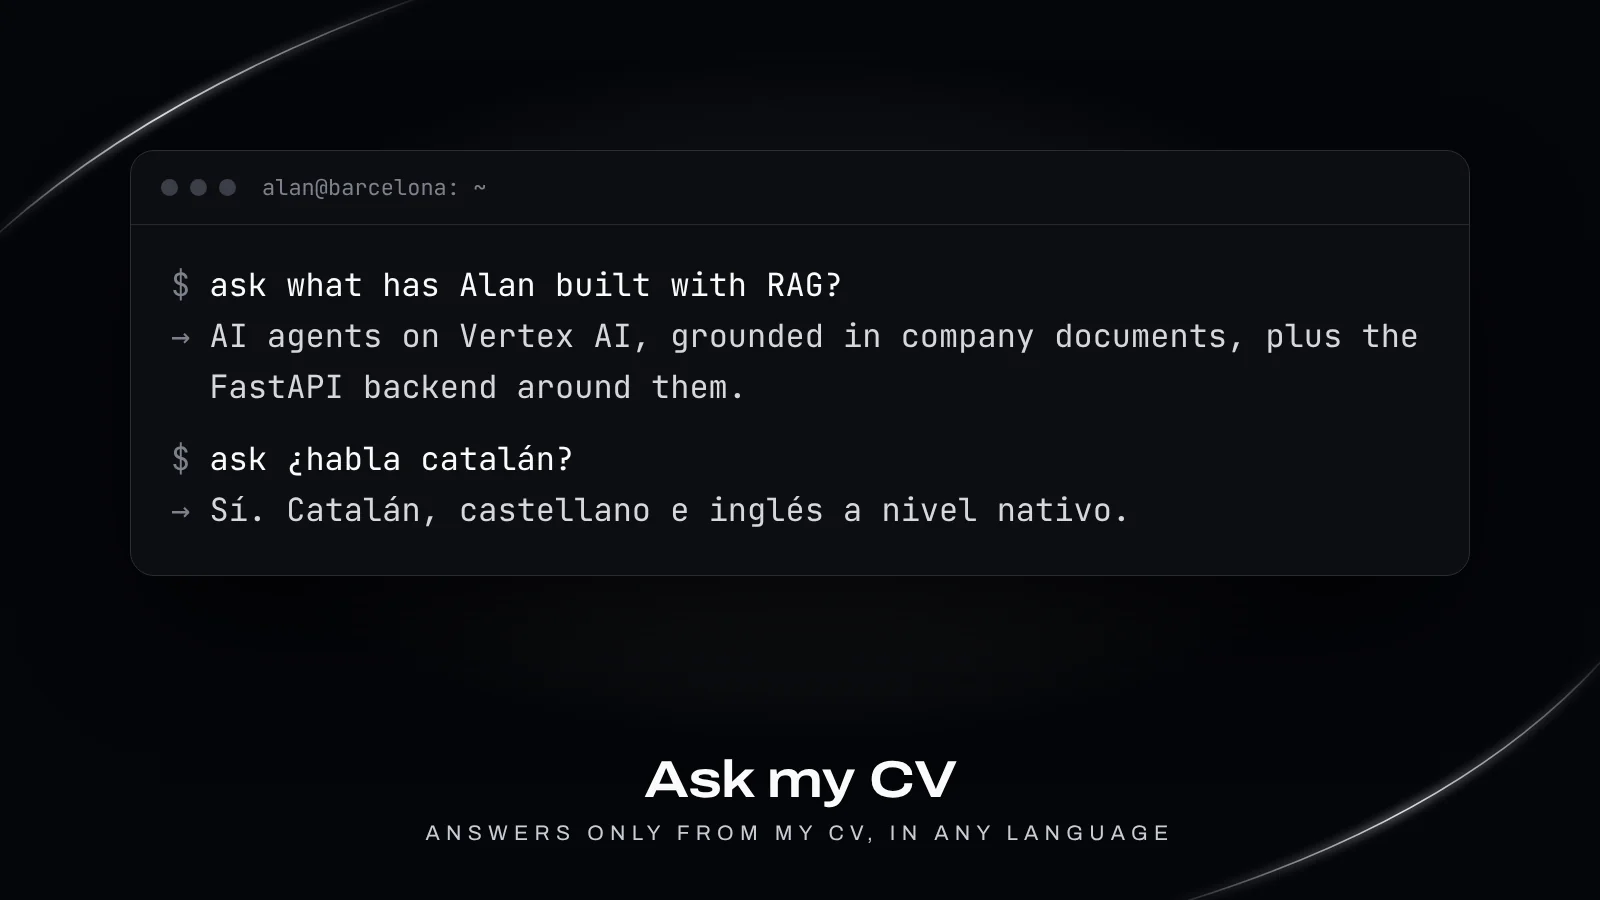 alan@barcelona: ~
$ ask what has Alan built with RAG?
→ AI agents on Vertex AI, grounded in company documents, plus the
FastAPI backend around them.
$ ask ¿habla catalán?
→ Sí. Catalán, castellano e inglés a nivel nativo.
Ask my CV
ANSWERS ONLY FROM MY CV, IN ANY LANGUAGE